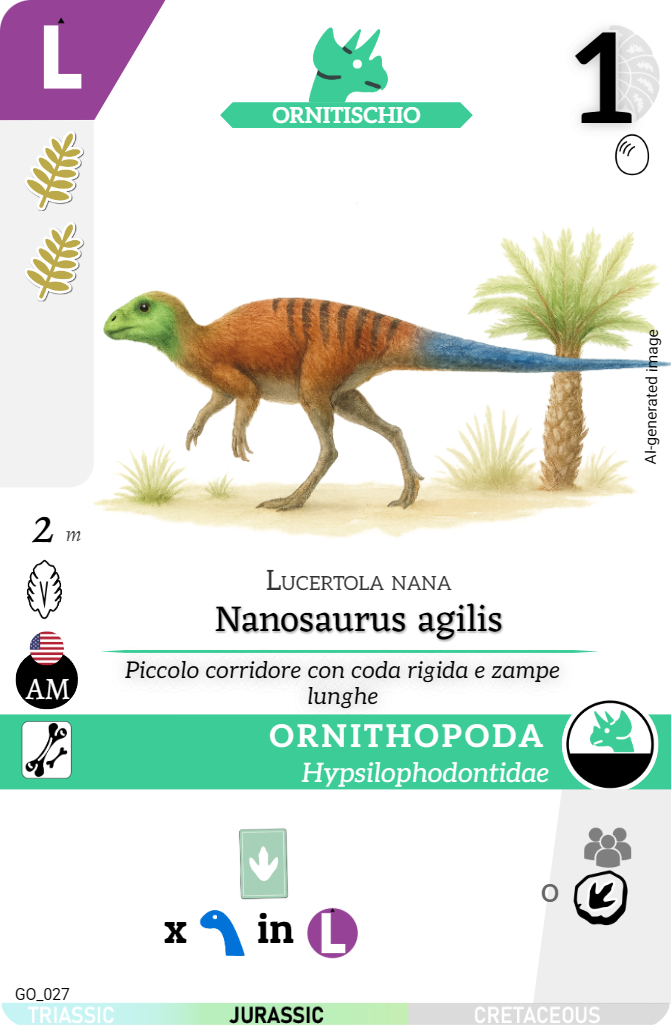 L
ORNITISCHIO
1
AI-generated image
2 m
LUCERTOLA NANA
Nanosaurus agilis
AM
Piccolo corridore con coda rigida e zampe
lunghe
ORNITHOPODA
Hypsilophodontidae
O
x in L
GO_027
TRIASSIC JURASSIC CRETACEOUS